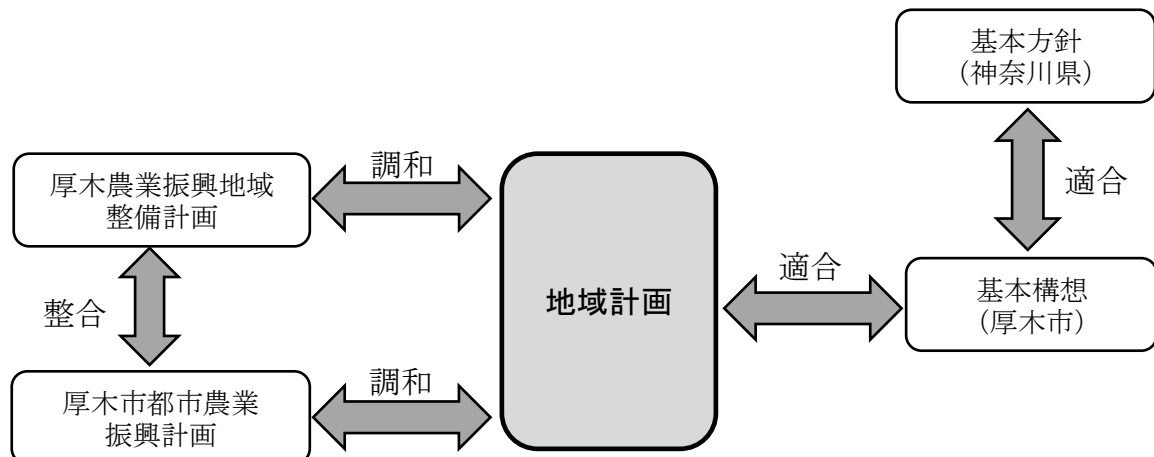 基本方針
（神奈川県）
調和
厚木農業振興地域
整備計画
適合
適合
地域計画
基本構想
（厚木市）
整合
調和
厚木市都市農業
振興計画